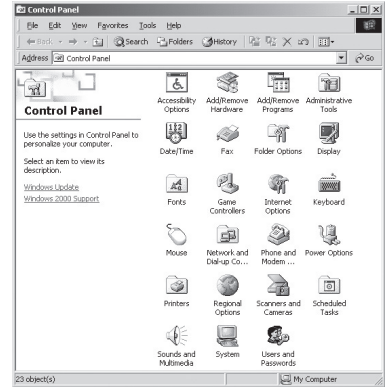 Control Panel
File Edit View Favorites Tools Help
Back Search Folders History
Address Control Panel Go
Control Panel
Use the settings in Control Panel to
personalize your computer.
Select an item to view its
description.
Windows Update
Windows 2000 Support
Accessibility Options
Add/Remove Hardware
Add/Remove Programs
Administrative Tools
Date/Time
Fax
Folder Options
Display
Fonts
Game Controllers
Internet Options
Keyboard
Mouse
Network and Dial-up Co...
Phone and Modem ...
Power Options
Printers
Regional Options
Scanners and Cameras
Scheduled Tasks
Sounds and Multimedia
System
Users and Passwords
23 object(s) My Computer